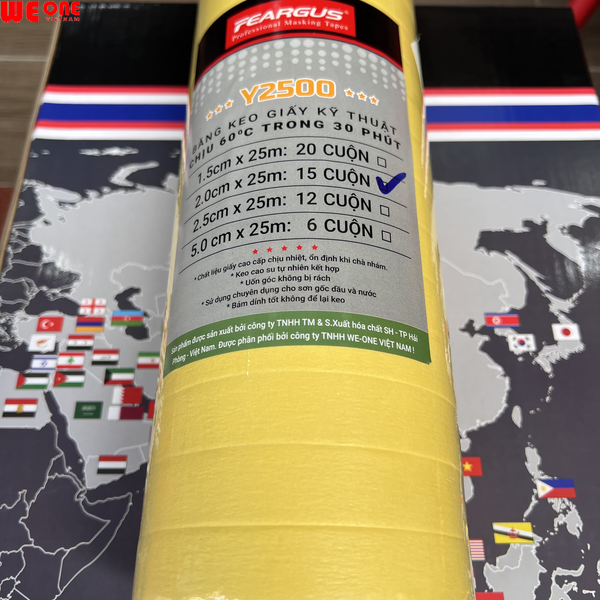 WE ONE
VIETNAM
FEARGUS®
Professional Masking Tapes
Y2500
BĂNG KEO GIẤY KỸ THUẬT
CHỊU 60°C TRONG 30 PHÚT
1.5cm x 25m: 20 CUỘN
2.0cm x 25m: 15 CUỘN
2.5cm x 25m: 12 CUỘN
5.0 cm x 25m: 6 CUỘN
* Chất liệu giấy cao cấp chịu nhiệt, ổn định khi chà nhám.
* Keo cao su tự nhiên kết hợp
* Uốn góc không bị rách
* Sử dụng chuyên dụng cho sơn gốc dầu và nước
* Bám dính tốt không để lại keo
Sản phẩm được sản xuất bởi công ty TNHH TM & S.Xuất hóa chất SH - TP Hải
Phòng - Việt Nam. Được phân phối bởi công ty TNHH WE-ONE VIỆT NAM !